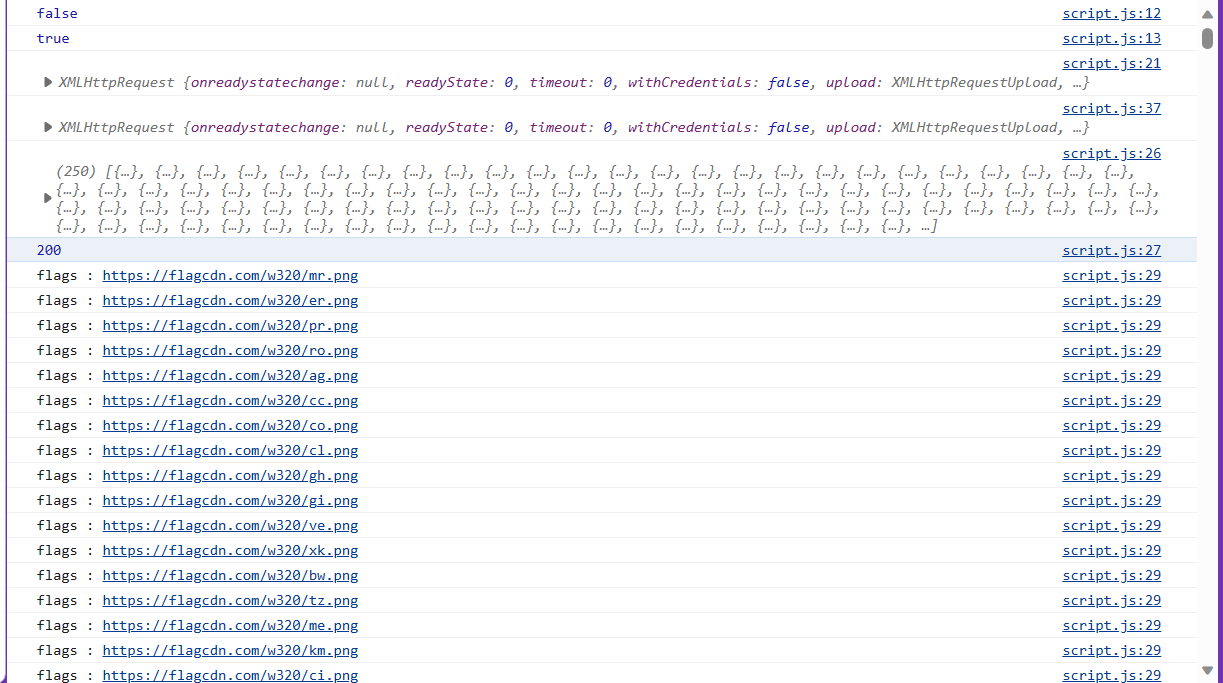 false script.js:12
true script.js:13
script.js:21
XMLHttpRequest {onreadystatechange: null, readyState: 0, timeout: 0, withCredentials: false, upload: XMLHttpRequestUpload, …}
script.js:37
XMLHttpRequest {onreadystatechange: null, readyState: 0, timeout: 0, withCredentials: false, upload: XMLHttpRequestUpload, …}
script.js:26
(250) [{…}, {…}, {…}, {…}, {…}, {…}, {…}, {…}, {…}, {…}, {…}, {…}, {…}, {…}, {…}, {…}, {…}, {…}, {…}, {…}, {…}, {…}, {…}, {…}, {…},
{…}, {…}, {…}, {…}, {…}, {…}, {…}, {…}, {…}, {…}, {…}, {…}, {…}, {…}, {…}, {…}, {…}, {…}, {…}, {…}, {…}, {…}, {…}, {…}, {…}, {…}, {…},
{…}, {…}, {…}, {…}, {…}, {…}, {…}, {…}, {…}, {…}, {…}, {…}, {…}, {…}, {…}, {…}, {…}, {…}, {…}, {…}, {…}, {…}, {…}, {…}, {…}, {…}, {…},
{…}, {…}, {…}, {…}, {…}, {…}, {…}, {…}, {…}, {…}, {…}, {…}, {…}, {…}, {…}, {…}, {…}, {…}, {…}, {…}, {…}, …]
200 script.js:27
flags : https://flagcdn.com/w320/mr.png script.js:29
flags : https://flagcdn.com/w320/er.png script.js:29
flags : https://flagcdn.com/w320/pr.png script.js:29
flags : https://flagcdn.com/w320/ro.png script.js:29
flags : https://flagcdn.com/w320/ag.png script.js:29
flags : https://flagcdn.com/w320/cc.png script.js:29
flags : https://flagcdn.com/w320/co.png script.js:29
flags : https://flagcdn.com/w320/cl.png script.js:29
flags : https://flagcdn.com/w320/gh.png script.js:29
flags : https://flagcdn.com/w320/gi.png script.js:29
flags : https://flagcdn.com/w320/ve.png script.js:29
flags : https://flagcdn.com/w320/xk.png script.js:29
flags : https://flagcdn.com/w320/bw.png script.js:29
flags : https://flagcdn.com/w320/tz.png script.js:29
flags : https://flagcdn.com/w320/me.png script.js:29
flags : https://flagcdn.com/w320/km.png script.js:29
flags : https://flagcdn.com/w320/ci.png script.js:29